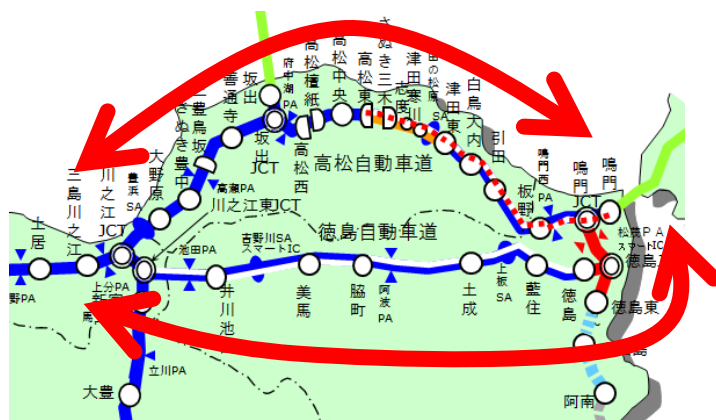 府中湖PA
高松檀紙
高松中央
高松東
さぬき三木
志度
津田寒川
の松原SA
津田東
白鳥大内
引田
板野
鳴門西PA
鳴門JCT
鳴門
坂出
善通寺
三豊鳥坂
さぬき豊中
大野原
豊浜SA
川之江JCT
三島川之江
土居
坂出JCT
高松西
高松自動車道
高瀬PA
川之江東JCT
徳島自動車道
松茂PA
スマートIC
徳島
吉野川SA
スマートIC
池田PA
上分PA
新宮
野PA
馬
井川池
美馬
脇町
阿波PA
土成
上板SA
藍住
徳島
徳島東
島
立川PA
大豊
阿南